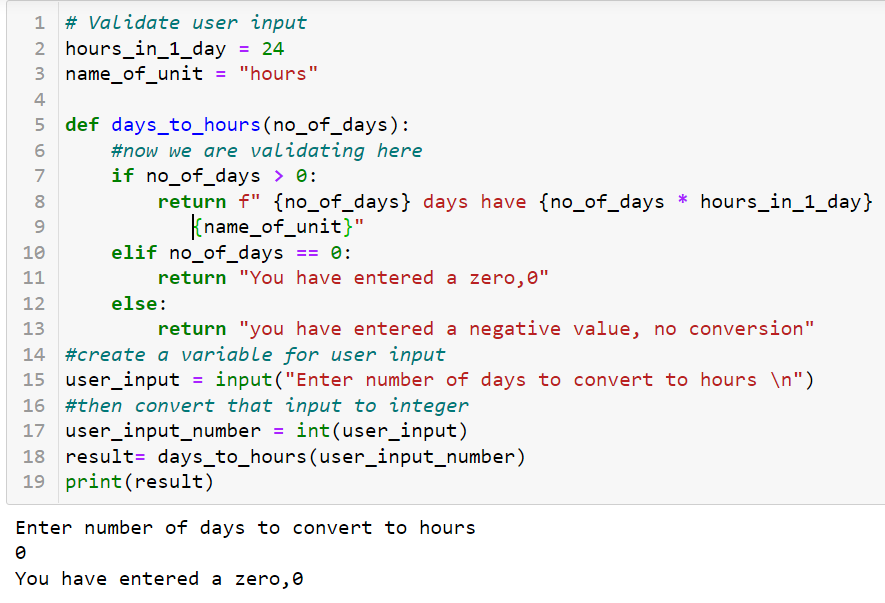 1 # Validate user input
2 hours_in_1_day = 24
3 name_of_unit = "hours"
4
5 def days_to_hours(no_of_days):
6     #now we are validating here
7     if no_of_days > 0:
8         return f" {no_of_days} days have {no_of_days * hours_in_1_day}
9            {name_of_unit}"
10     elif no_of_days == 0:
11         return "You have entered a zero,0"
12     else:
13         return "you have entered a negative value, no conversion"
14 #create a variable for user input
15 user_input = input("Enter number of days to convert to hours \n")
16 #then convert that input to integer
17 user_input_number = int(user_input)
18 result= days_to_hours(user_input_number)
19 print(result)
Enter number of days to convert to hours
0
You have entered a zero,0